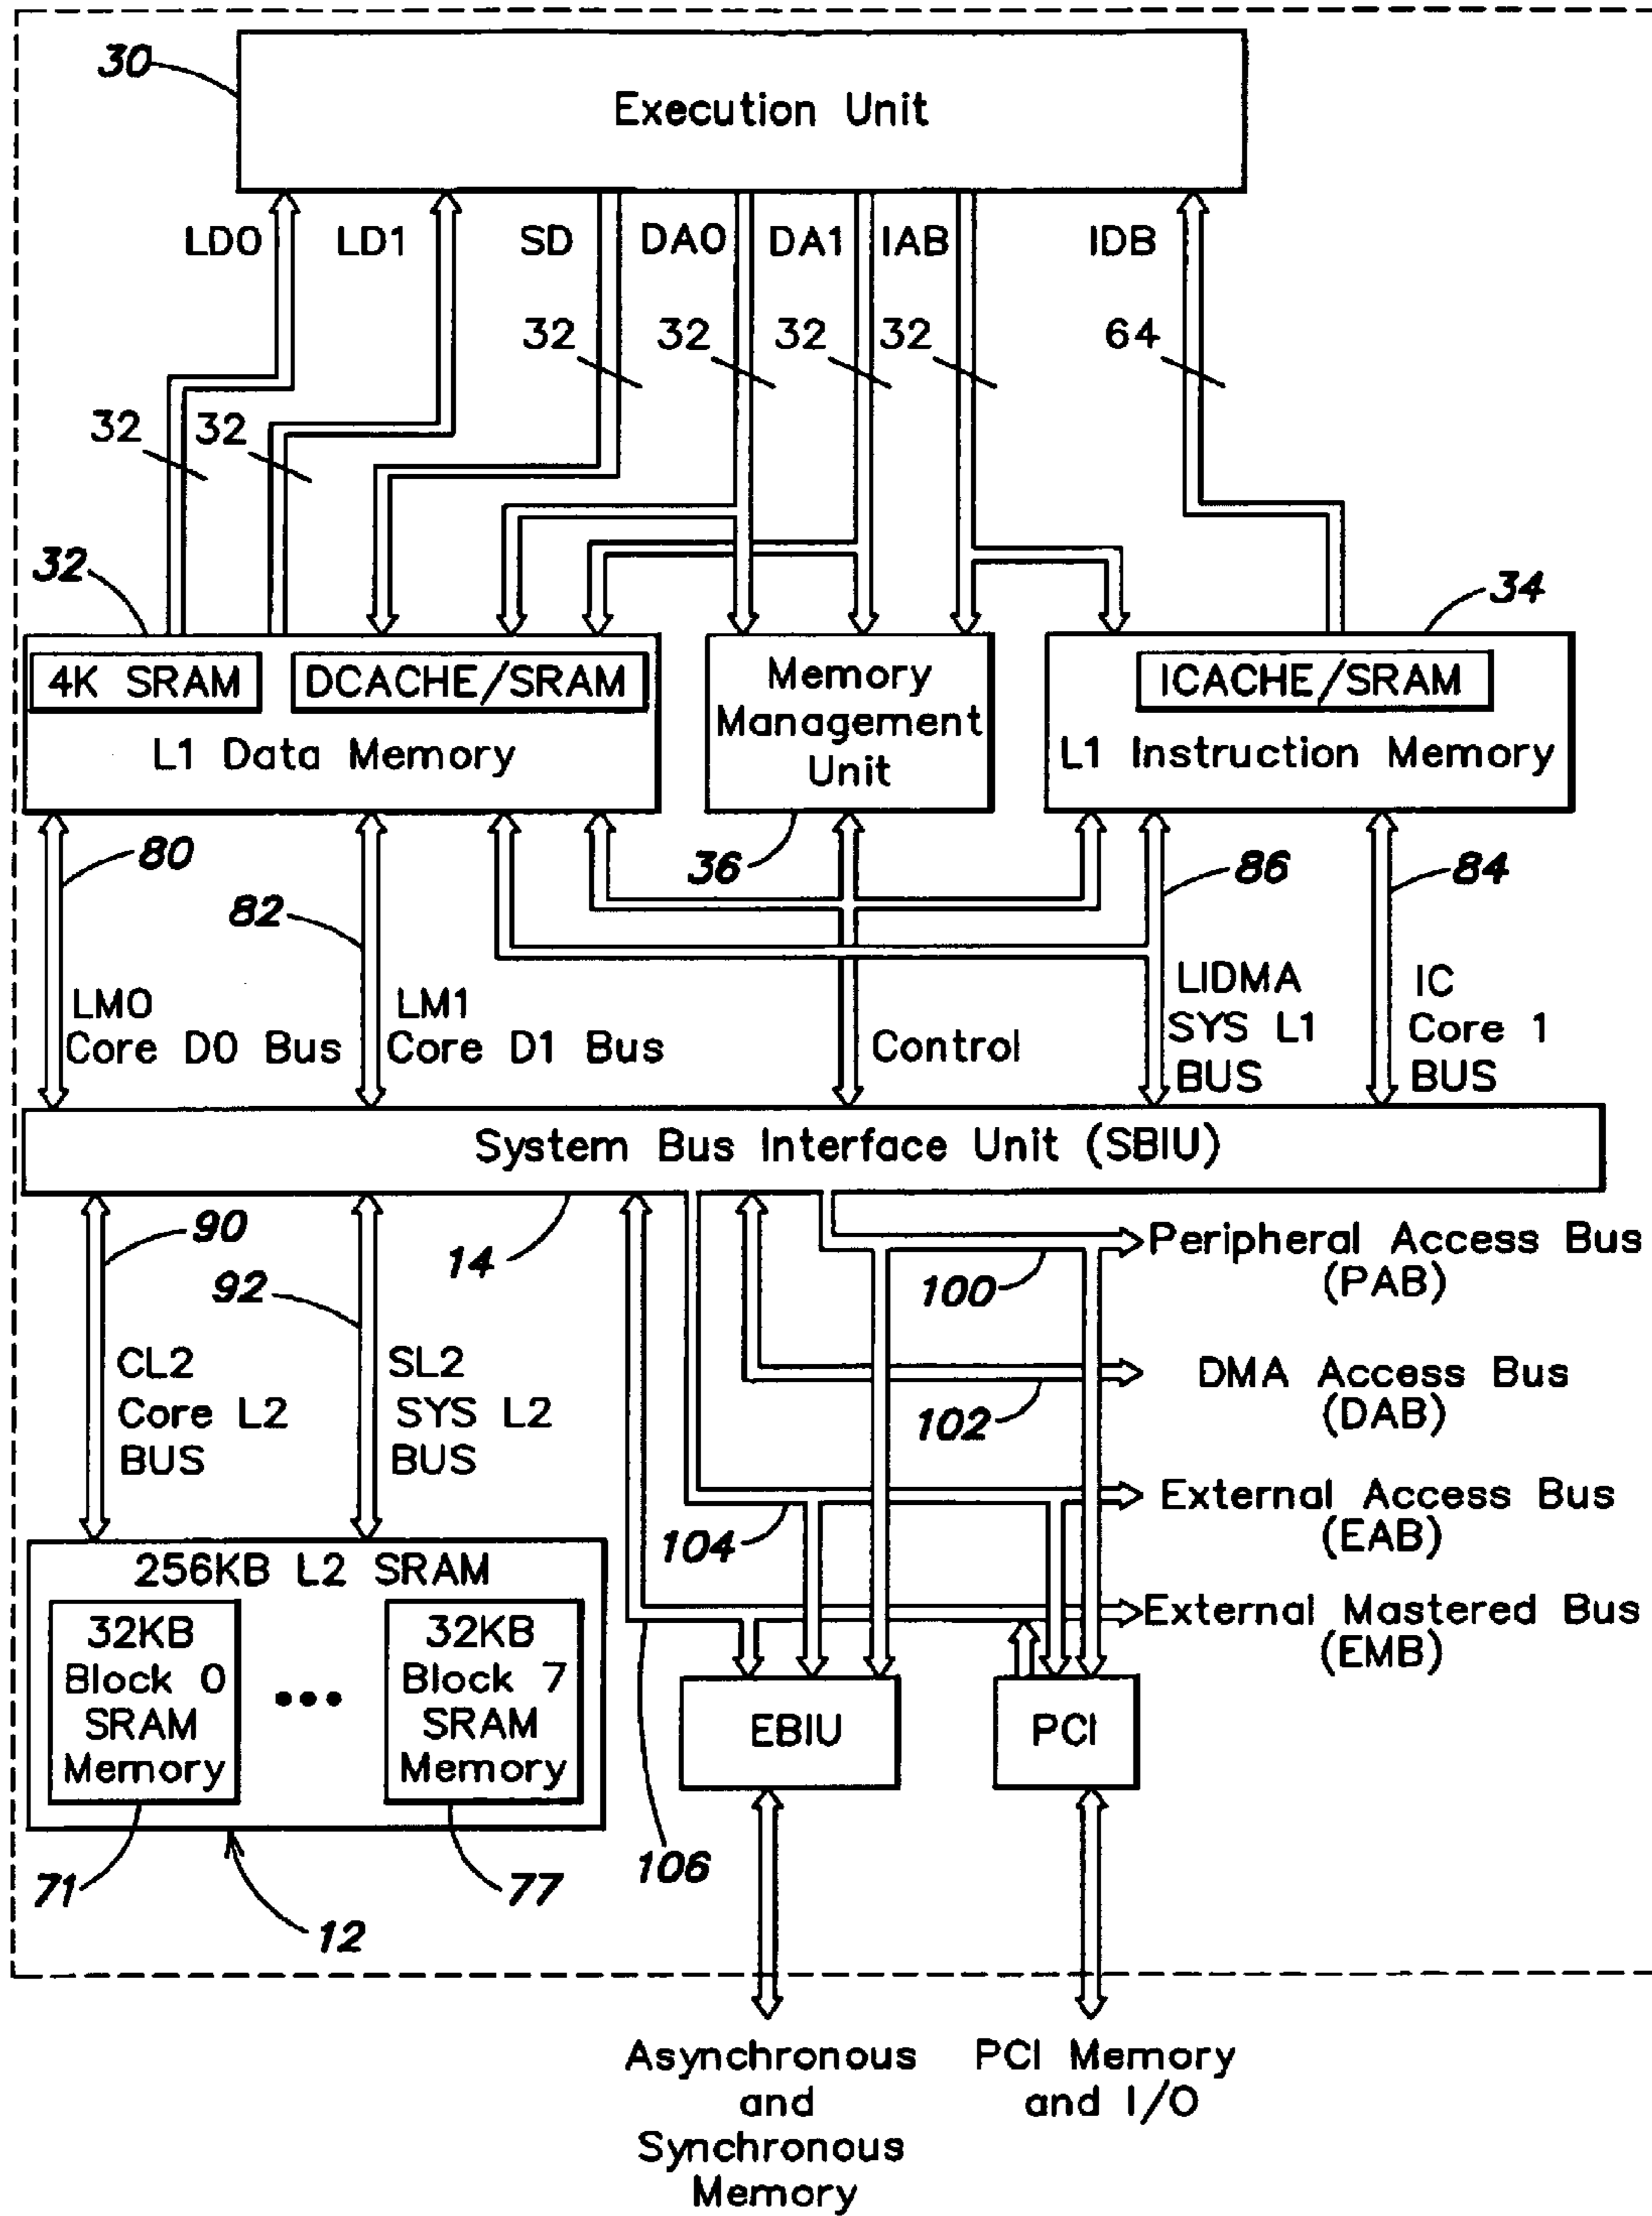 30
Execution Unit
LD0 LD1 SD DA0 DA1 IAB IDB
32 32 32 32 64
32 32
32
34
4K SRAM DCACHE/SRAM
L1 Data Memory
Memory
Management
Unit
ICACHE/SRAM
L1 Instruction Memory
80
36
86
84
82
LM0
Core D0 Bus
LM1
Core D1 Bus
Control
LIDMA
SYS L1
BUS
IC
Core 1
BUS
System Bus Interface Unit (SBIU)
90
14
92
100
Peripheral Access Bus
(PAB)
CL2
Core L2
BUS
SL2
SYS L2
BUS
102
DMA Access Bus
(DAB)
104
External Access Bus
(EAB)
External Mastered Bus
(EMB)
256KB L2 SRAM
32KB
Block 0
SRAM
Memory
•••
32KB
Block 7
SRAM
Memory
EBIU
PCI
71
77
106
12
Asynchronous
and
Synchronous
Memory
PCI Memory
and I/O